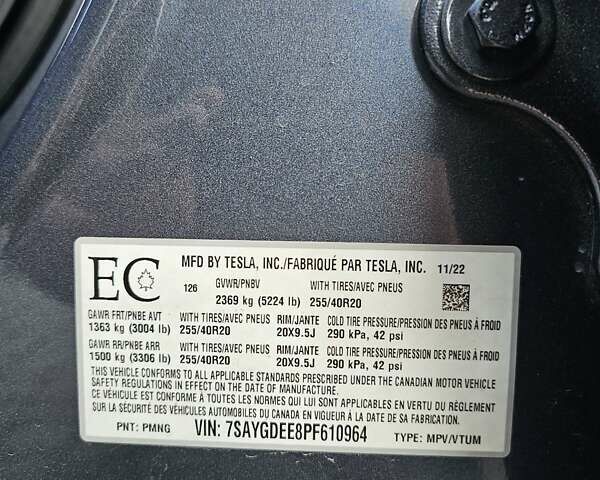 MFD BY TESLA, INC./FABRIQUÉ PAR TESLA, INC. 11/22
EC
126 GVWR/PNBV WITH TIRES/AVEC PNEUS
2369 kg (5224 lb) 255/40R20
GAWR FRT/PNBE AVT WITH TIRES/AVEC PNEUS RIM/JANTE COLD TIRE PRESSURE/PRESSION DES PNEUS À FROID
1363 kg (3004 lb) 255/40R20 20X9.5J 290 kPa, 42 psi
GAWR RR/PNBE ARR WITH TIRES/AVEC PNEUS RIM/JANTE COLD TIRE PRESSURE/PRESSION DES PNEUS À FROID
1500 kg (3306 lb) 255/40R20 20X9.5J 290 kPa, 42 psi
THIS VEHICLE CONFORMS TO ALL APPLICABLE STANDARDS PRESCRIBED UNDER THE CANADIAN MOTOR VEHICLE
SAFETY REGULATIONS IN EFFECT ON THE DATE OF MANUFACTURE.
CE VÉHICULE EST CONFORME À TOUTES LES NORMES QUI LUI SONT APPLICABLES EN VERTU DU RÈGLEMENT
SUR LA SÉCURITÉ DES VÉHICULES AUTOMOBILES DU CANADA EN VIGUEUR À LA DATE DE SA FABRICATION.
PNT: PMNG VIN: 7SAYGDEE8PF610964 TYPE: MPV/VTUM